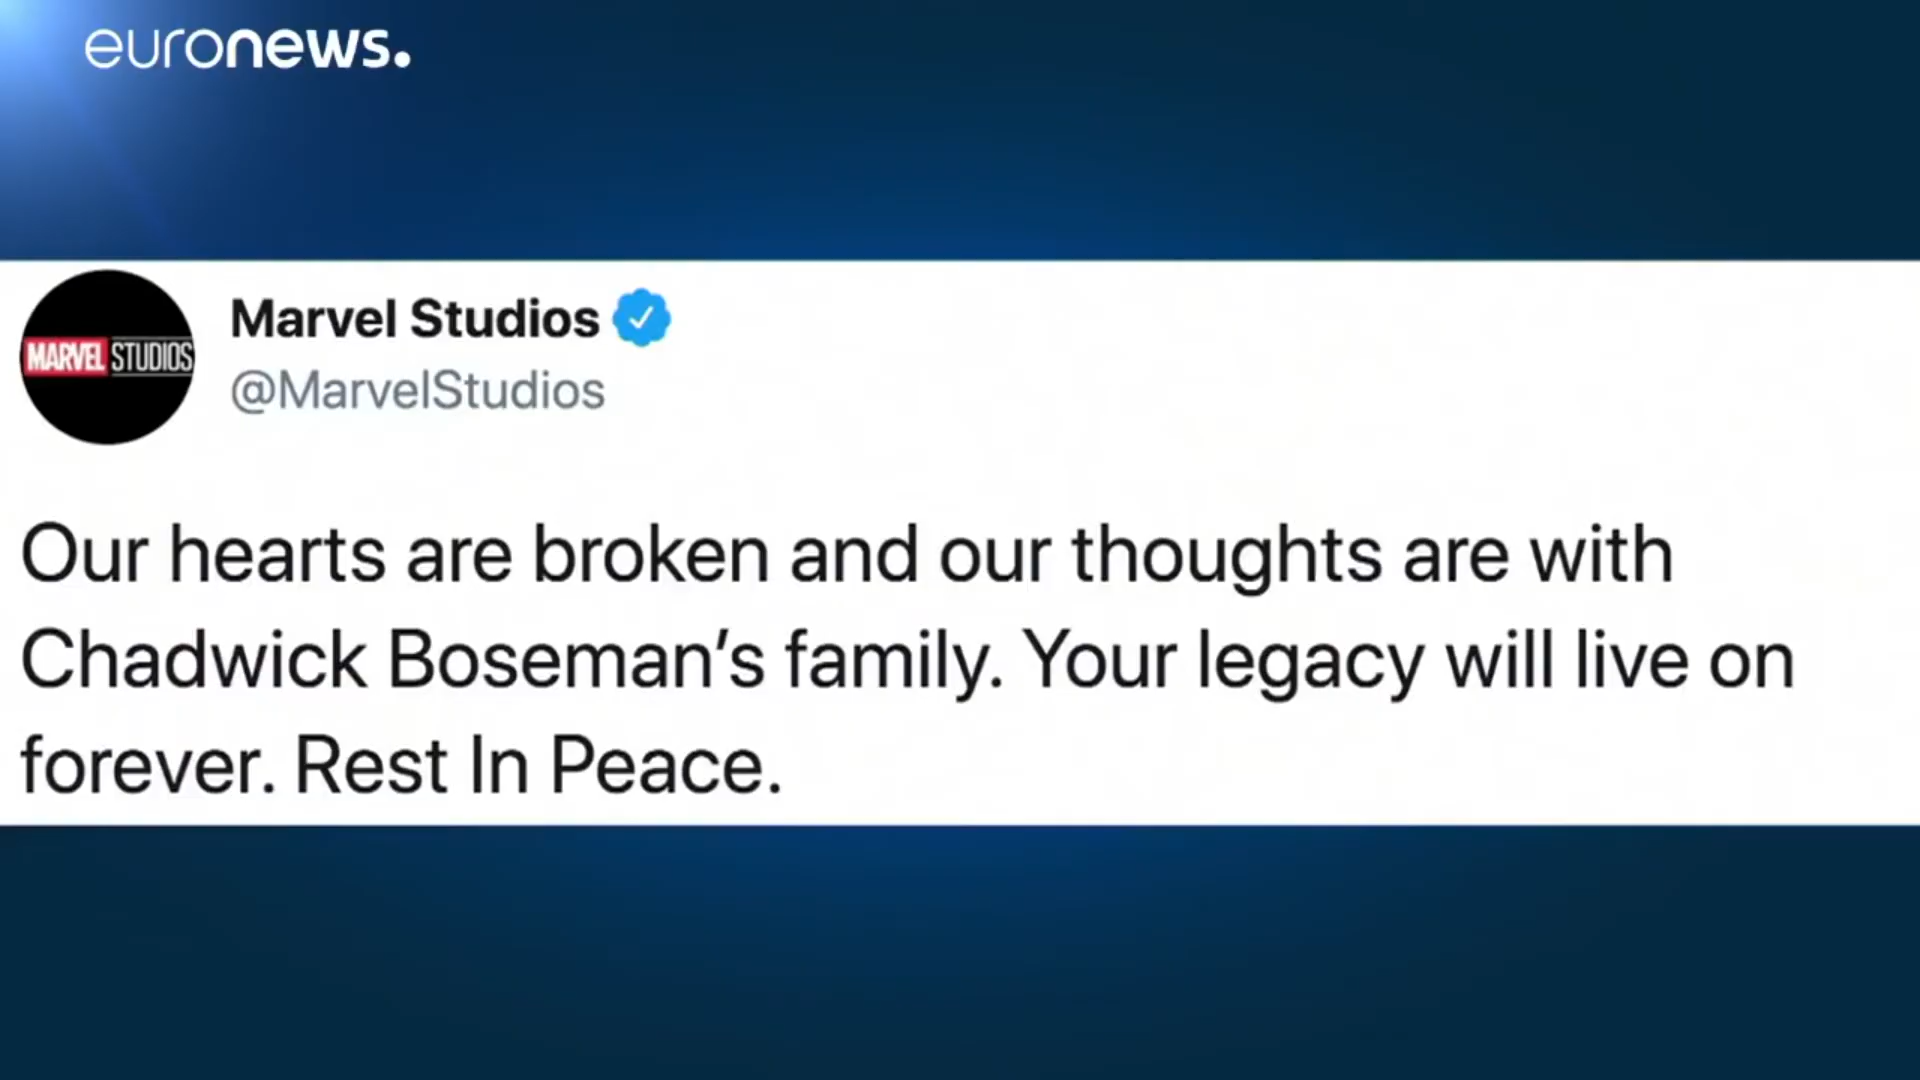 euronews.
MARVEL STUDIOS
Marvel Studios
@MarvelStudios
Our hearts are broken and our thoughts are with
Chadwick Boseman’s family. Your legacy will live on
forever. Rest In Peace.